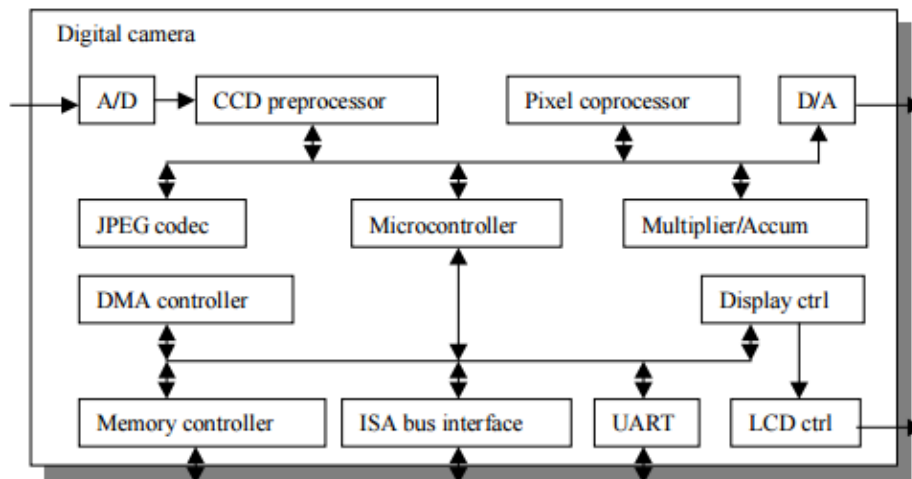 Digital camera
A/D
CCD preprocessor
Pixel coprocessor
D/A
JPEG codec
Microcontroller
Multiplier/Accum
DMA controller
Display ctrl
Memory controller
ISA bus interface
UART
LCD ctrl